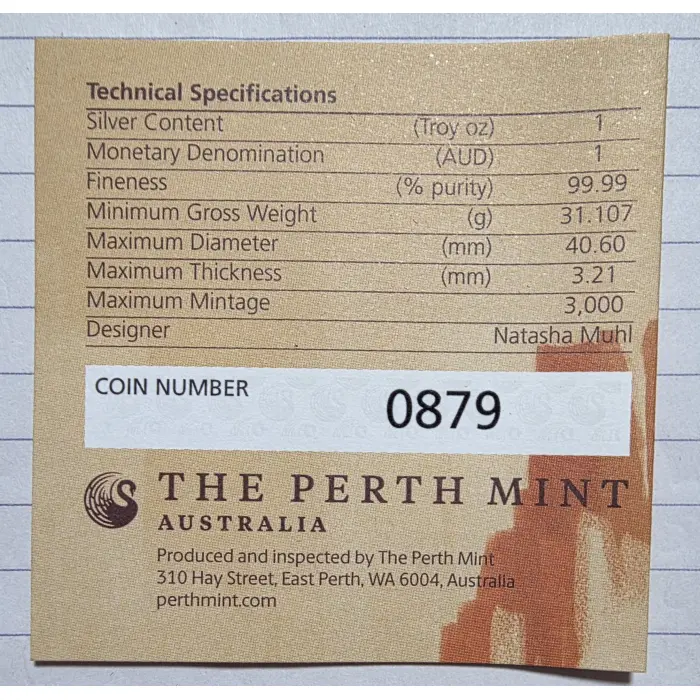 Technical Specifications
Silver Content (Troy oz) 1
Monetary Denomination (AUD) 1
Fineness (% purity) 99.99
Minimum Gross Weight (g) 31.107
Maximum Diameter (mm) 40.60
Maximum Thickness (mm) 3.21
Maximum Mintage 3,000
Designer Natasha Muhl
COIN NUMBER 0879
THE PERTH MINT
AUSTRALIA
Produced and inspected by The Perth Mint
310 Hay Street, East Perth, WA 6004, Australia
perthmint.com